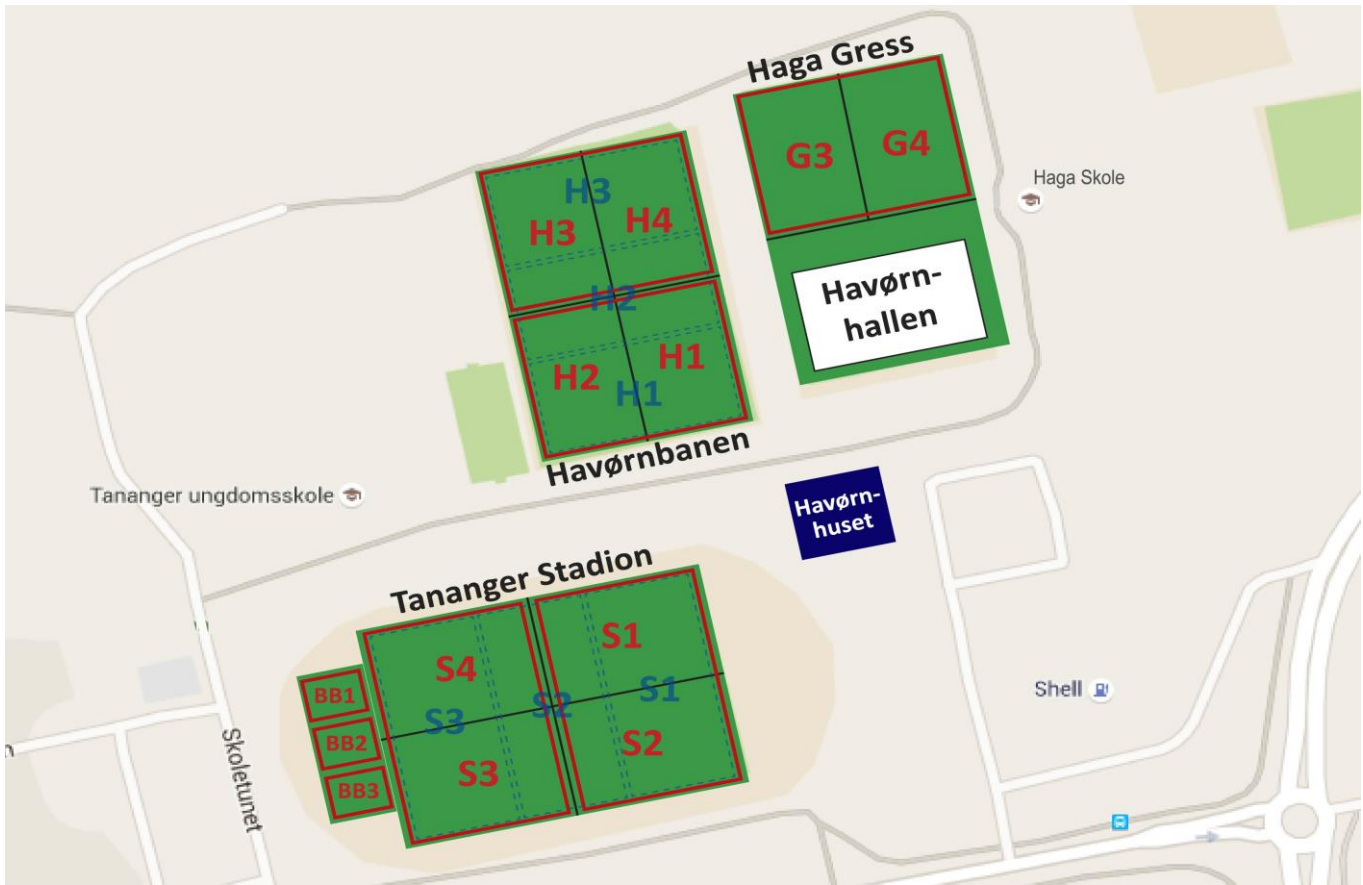 Haga Gress
G3
G4
Haga Skole
H3
H3
H4
Havørn-
hallen
H2
H2
H1
H1
Havørnbanen
Tananger ungdomsskole
Havørn-
huset
Tananger Stadion
S4
S1
S3
S2
S1
S3
S2
BB1
BB2
BB3
Shell
Skoletunet
n